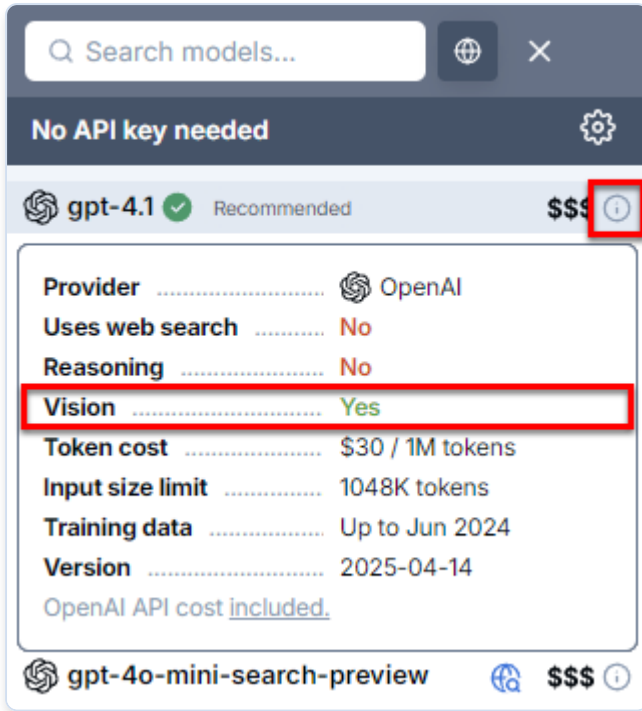 Search models...
No API key needed
gpt-4.1 Recommended $$$
Provider ........................... OpenAI
Uses web search ........... No
Reasoning ....................... No
Vision ............................... Yes
Token cost ...................... $30 / 1M tokens
Input size limit ................ 1048K tokens
Training data ................... Up to Jun 2024
Version ............................ 2025-04-14
OpenAI API cost included.
gpt-4o-mini-search-preview $$$